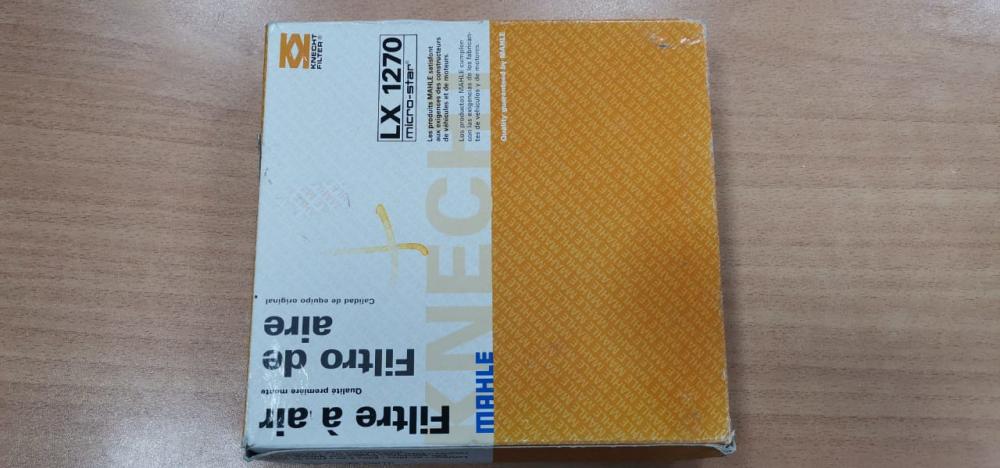 KNECHT
FILTER®
LX 1270
micro-star®
Les produits MAHLE satisfont
aux exigences des constructeurs
de véhicules et de moteurs.
Los productos MAHLE cumplen
con las exigencias de los fabrican-
tes de vehículos y de motores.
Quality guaranteed by MAHLE
KNECHT
MAHLE
Filtre à air
Qualité première monte
Filtro de
aire
Calidad de equipo original